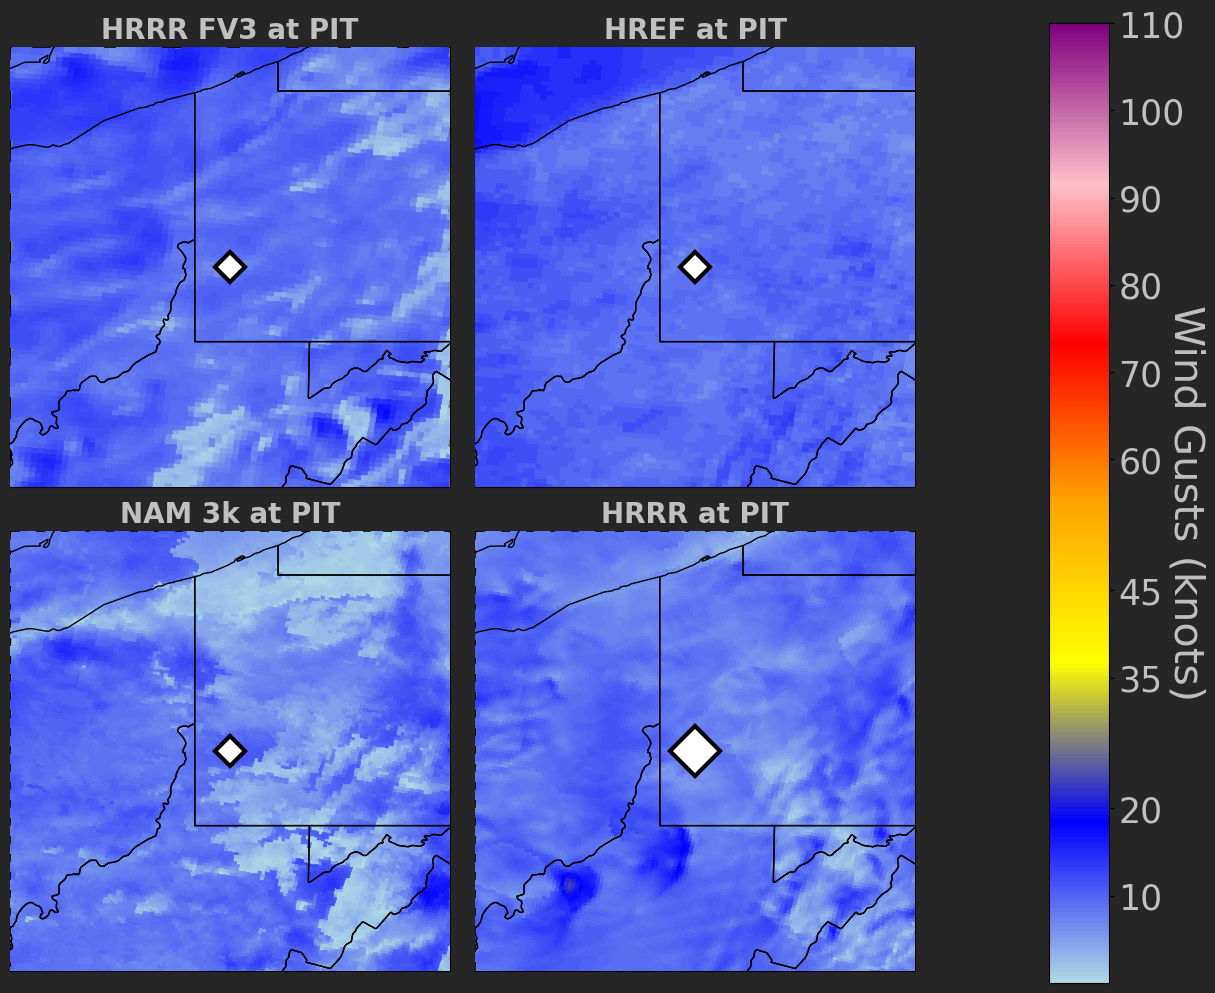 HRRR FV3 at PIT
HREF at PIT
NAM 3k at PIT
HRRR at PIT
110
100
90
80
70
60
45
35
20
10
Wind Gusts (knots)